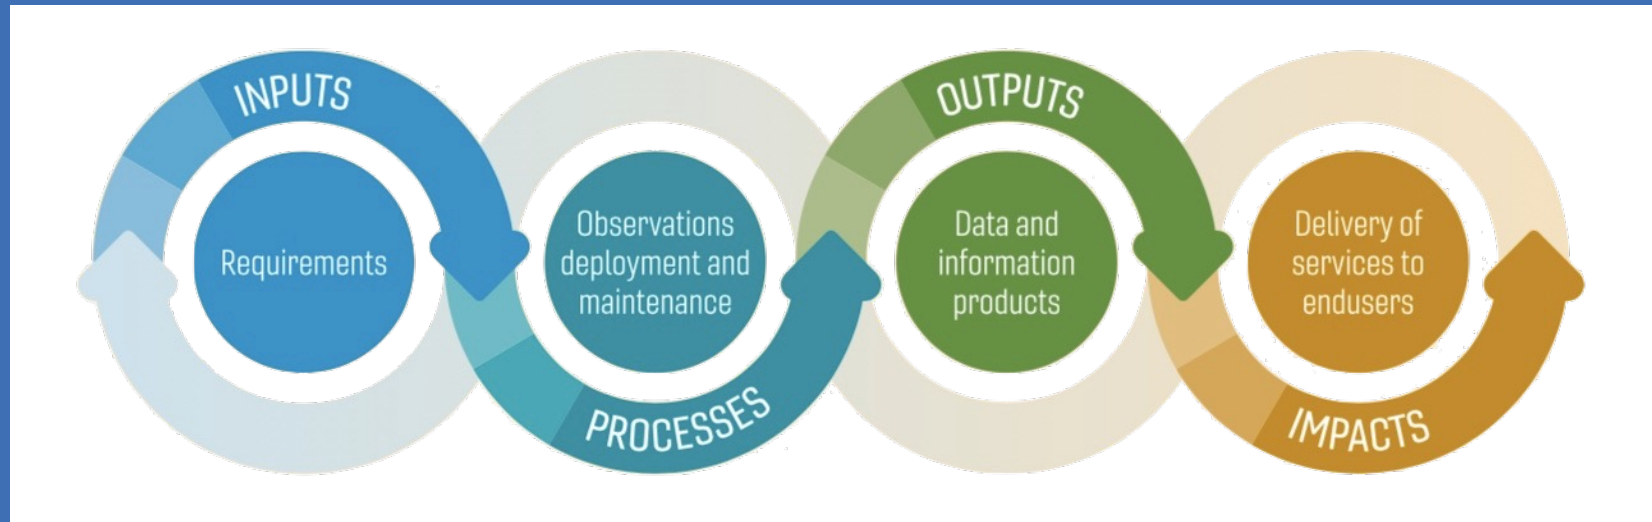 INPUTS
Requirements
Observations
deployment and
maintenance
PROCESSES
OUTPUTS
Data and
information
products
Delivery of
services to
endusers
IMPACTS